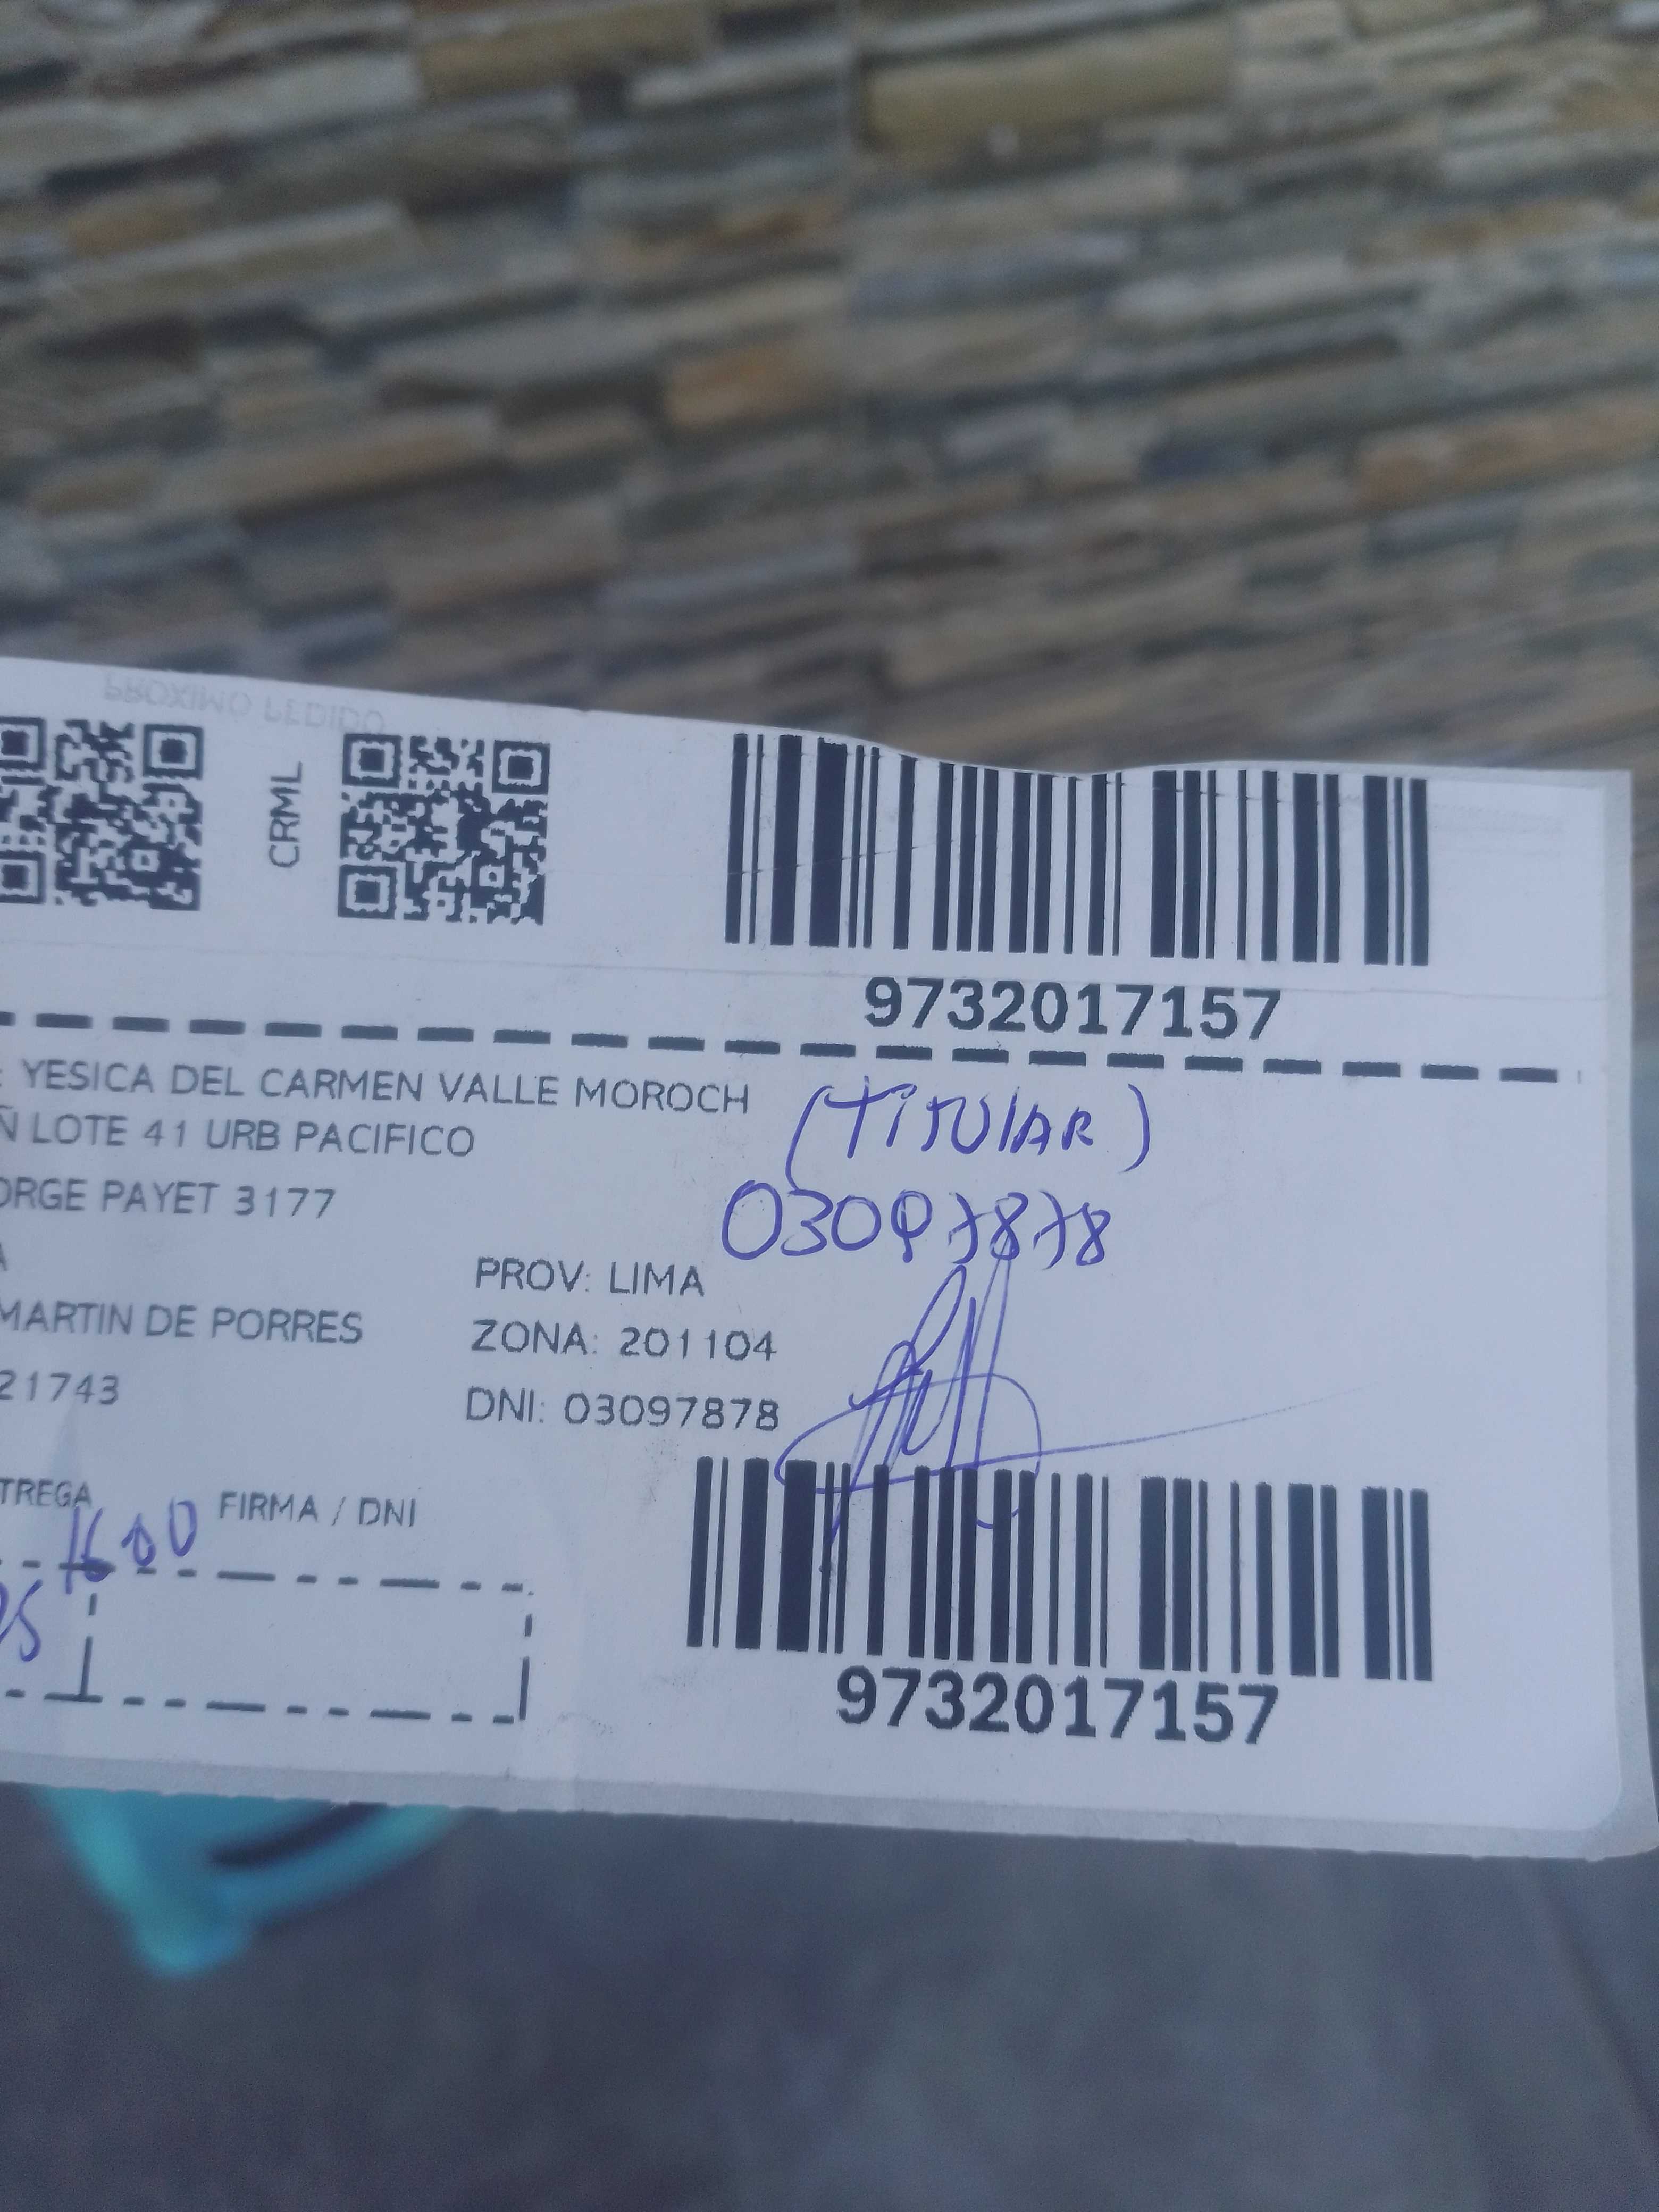 PROXIMO PEDIDO
CRML
9732017157
: YESICA DEL CARMEN VALLE MOROCH
(TITULAR)
Ñ LOTE 41 URB PACIFICO
ORGE PAYET 3177
03097878
A
PROV: LIMA
MARTIN DE PORRES
ZONA: 201104
21743
DNI: 03097878
TREGA
FIRMA / DNI
9732017157